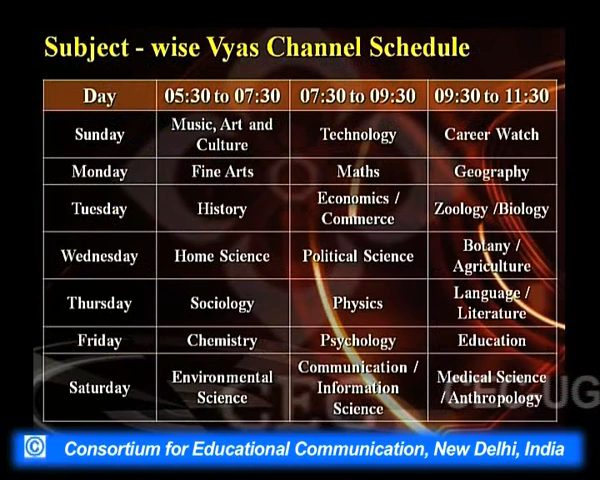 Subject - wise Vyas Channel Schedule
Day 05:30 to 07:30 07:30 to 09:30 09:30 to 11:30
Sunday Music, Art and Culture Technology Career Watch
Monday Fine Arts Maths Geography
Tuesday History Economics / Commerce Zoology /Biology
Wednesday Home Science Political Science Botany / Agriculture
Thursday Sociology Physics Language / Literature
Friday Chemistry Psychology Education
Saturday Environmental Science Communication / Information Science Medical Science / Anthropology
CEC
CEC UG
© Consortium for Educational Communication, New Delhi, India